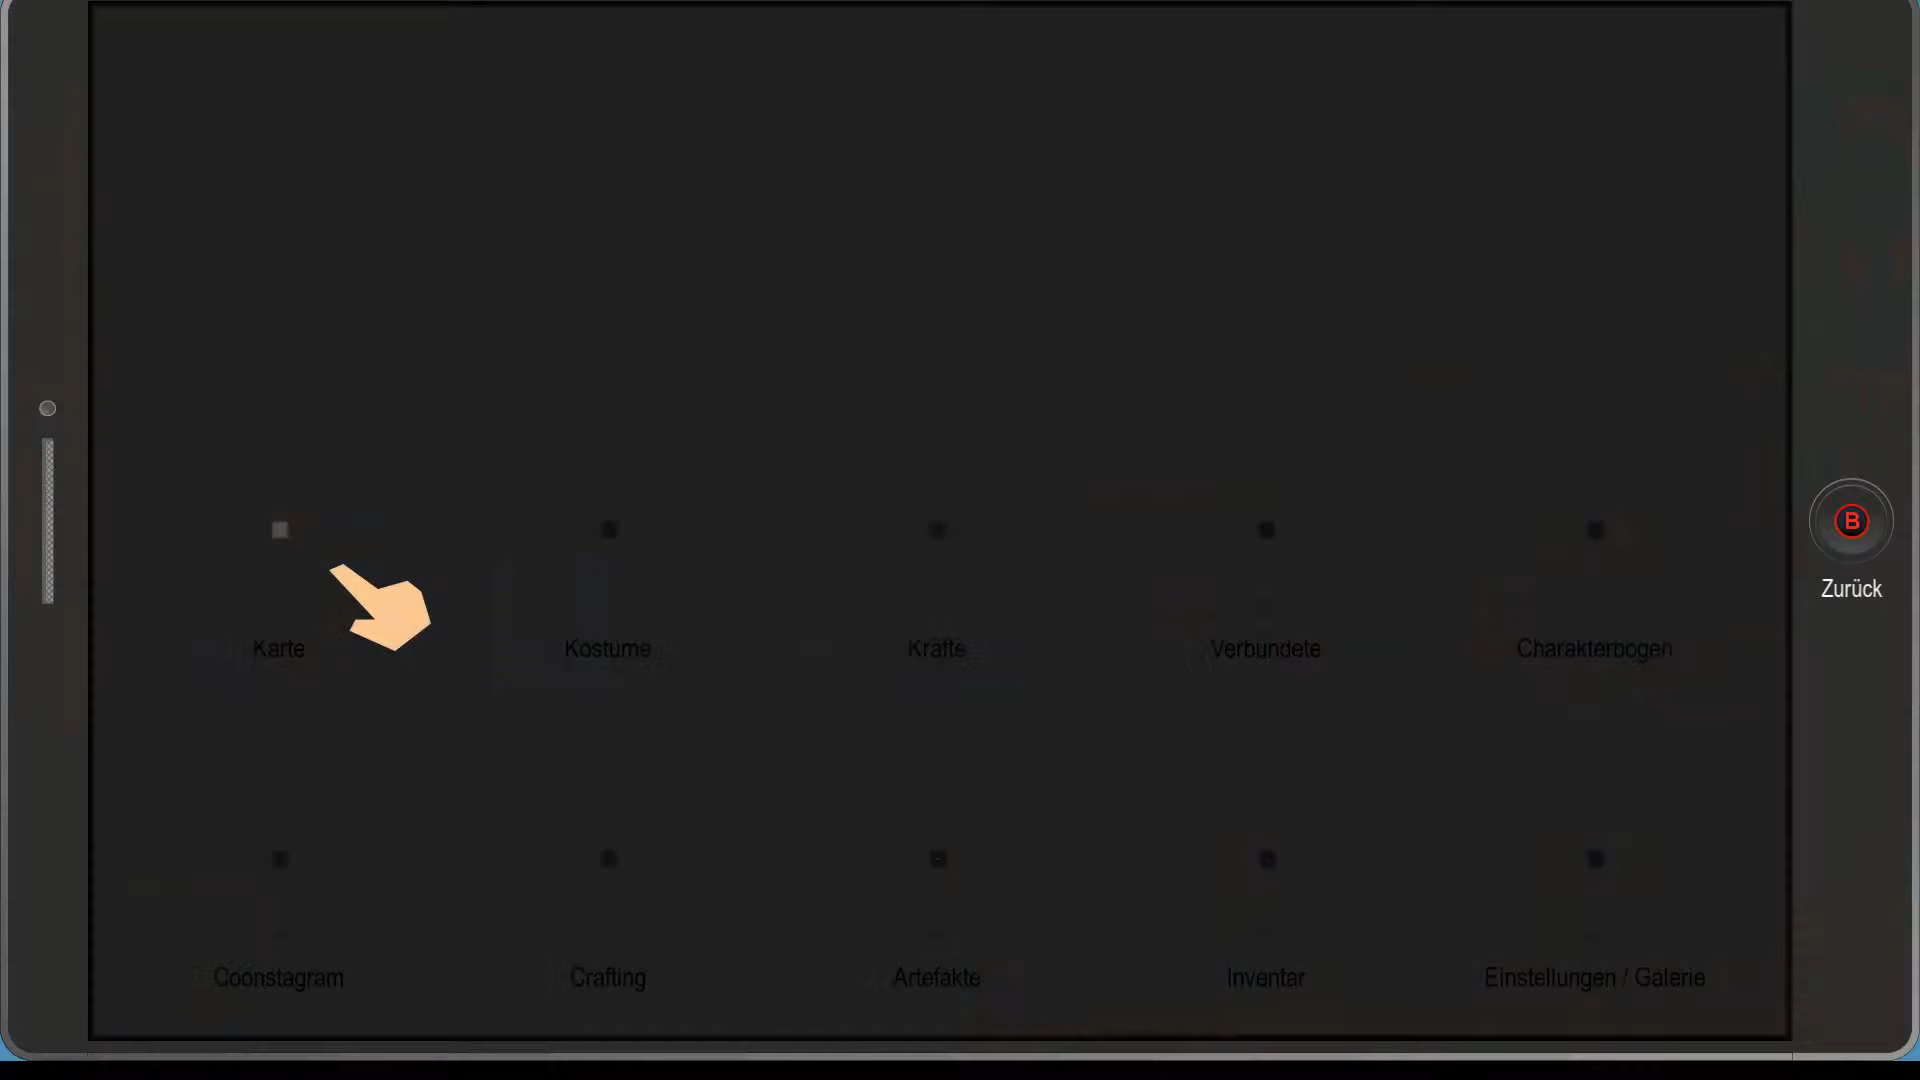 B
Zurück
Karte
Kostüme
Kräfte
Verbündete
Charakterbogen
Coonstagram
Crafting
Artefakte
Inventar
Einstellungen / Galerie